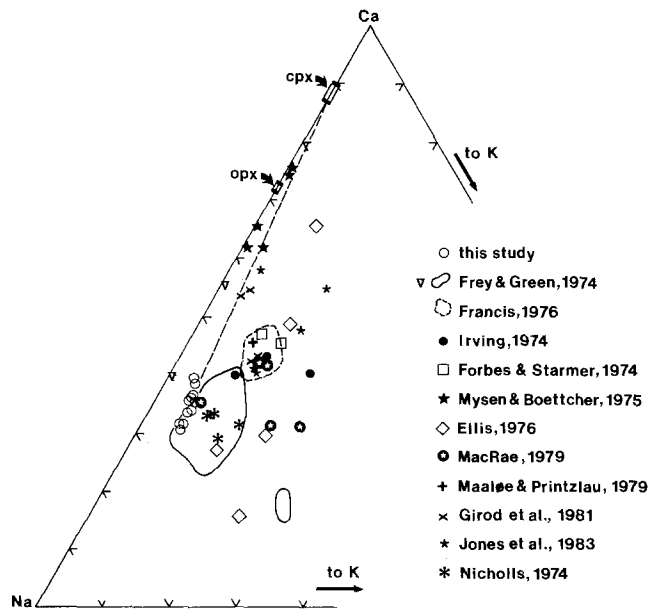 Ca
cpx
to K
opx
this study
Frey & Green, 1974
Francis, 1976
Irving, 1974
Forbes & Starmer, 1974
Mysen & Boettcher, 1975
Ellis, 1976
MacRae, 1979
Maaløe & Printzlau, 1979
Girod et al., 1981
Jones et al., 1983
Nicholls, 1974
to K
Na